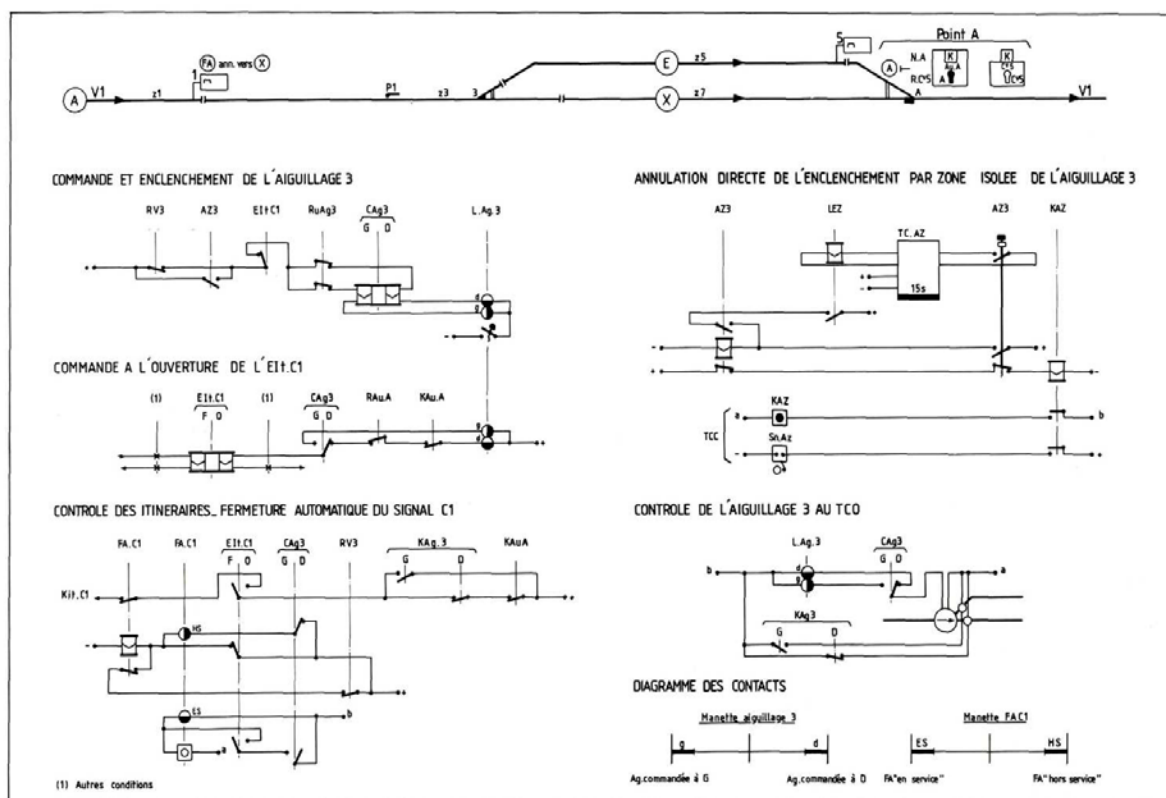 Point A
FA ann. vers X
1
5
N.A
A
K
Au.A
A
K
CVS
CVS
R.CVS
E
z5
A
V1
z1
P1
z3
3
X
z7
A
V1
COMMANDE ET ENCLENCHEMENT DE L'AIGUILLAGE 3
RV3 AZ3 EIt.C1 RuAg3 CAg3 L.Ag.3
G D
+
d
g
-
COMMANDE A L'OUVERTURE DE L'EIt.C1
(1) EIt.C1 (1) CAg3 RAu.A KAu.A
F O G D
g
d
+
CONTROLE DES ITINERAIRES_FERMETURE AUTOMATIQUE DU SIGNAL C1
FA.C1 FA.C1 EIt.C1 CAg3 RV3 KAg.3 KAuA
F O G D G D
KIt.C1
+
HS
-
+
ES
b
a
(1) Autres conditions
ANNULATION DIRECTE DE L'ENCLENCHEMENT PAR ZONE ISOLEE DE L'AIGUILLAGE 3
AZ3 LEZ AZ3 KAZ
TC.AZ
+
-
15s
+
- +
+ -
KAZ
a b
TCC
Sn.Az
- +
CONTROLE DE L'AIGUILLAGE 3 AU TCO
L.Ag.3 CAg3
G D
b d a
g
KAg3
G D
DIAGRAMME DES CONTACTS
Manette aiguillage 3 Manette FA.C1
g d ES HS
Ag.commandée à G Ag.commandée à D FA"en service" FA"hors service"